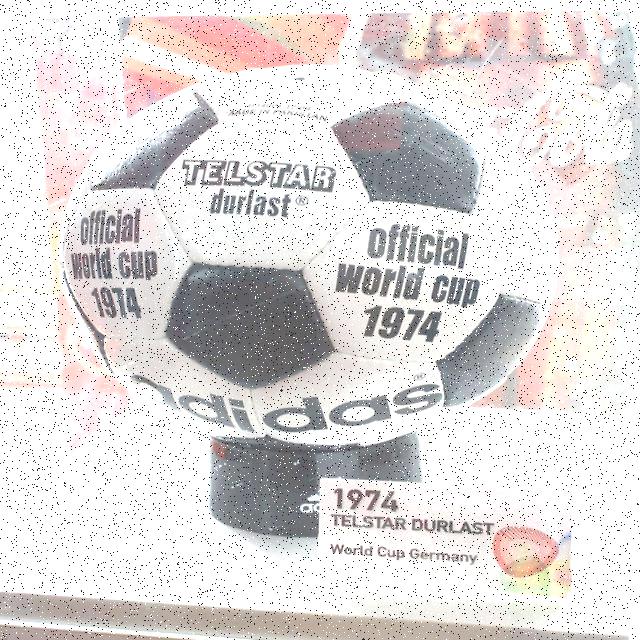 TELSTAR
durlast®
official
world cup
1974
official
world cup
1974
adidas
1974
TELSTAR DURLAST
World Cup Germany